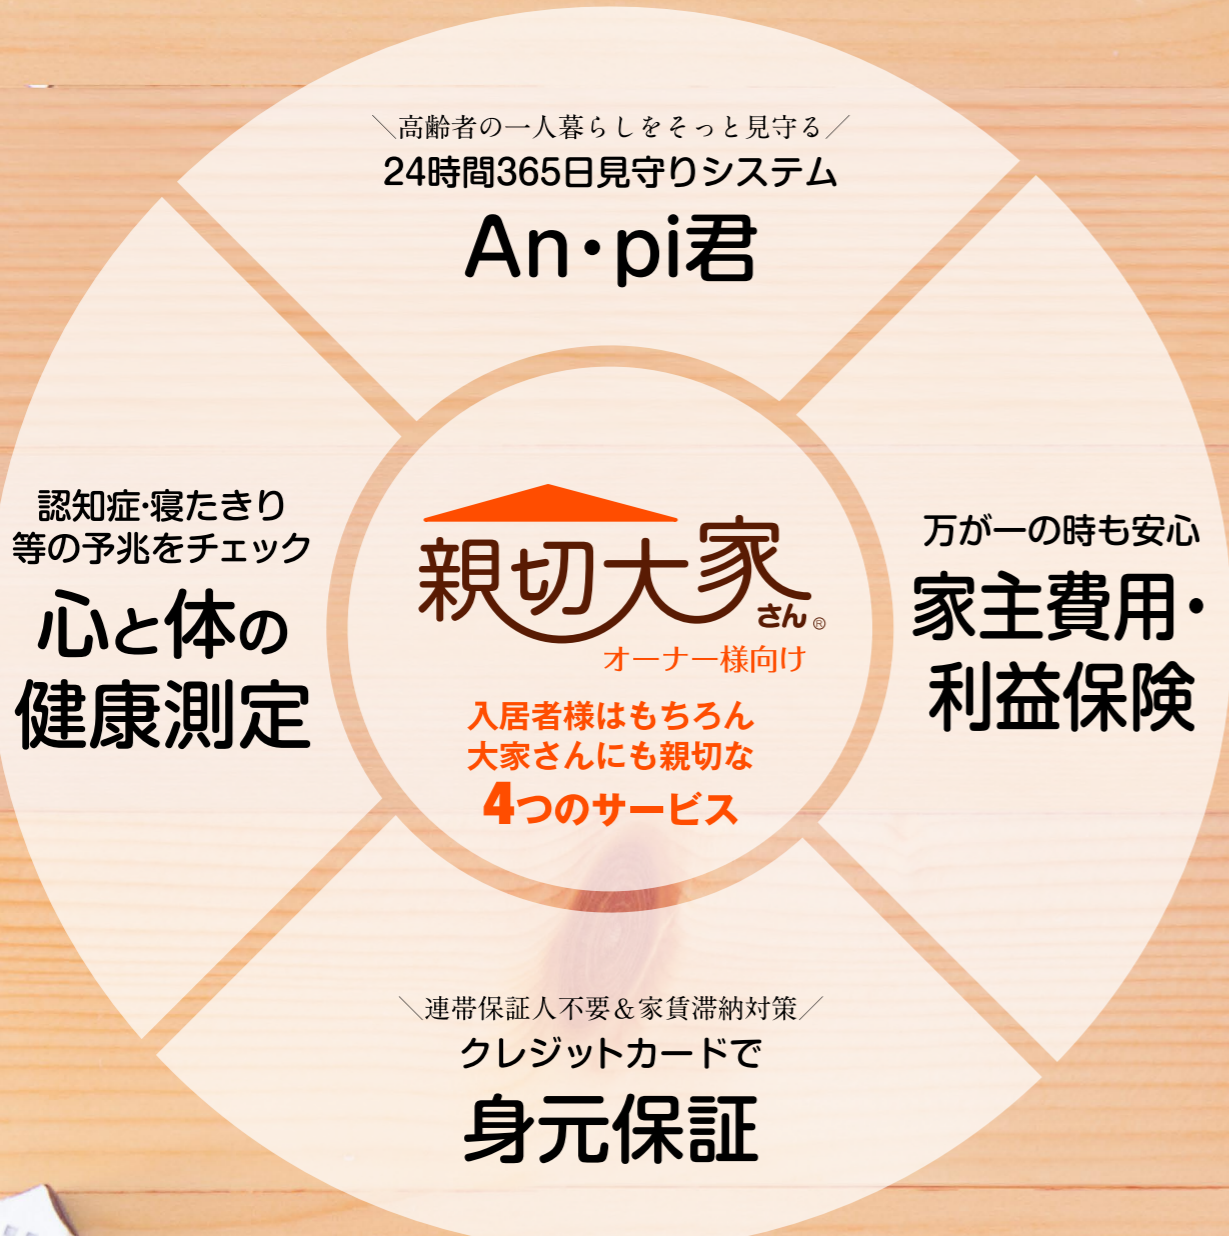 ＼高齢者の一人暮らしをそっと見守る／
24時間365日見守りシステム
An・pi君
認知症・寝たきり
等の予兆をチェック
心と体の
健康測定
親切大家さん®
オーナー様向け
入居者様はもちろん
大家さんにも親切な
4つのサービス
万が一の時も安心
家主費用・
利益保険
＼連帯保証人不要＆家賃滞納対策／
クレジットカードで
身元保証